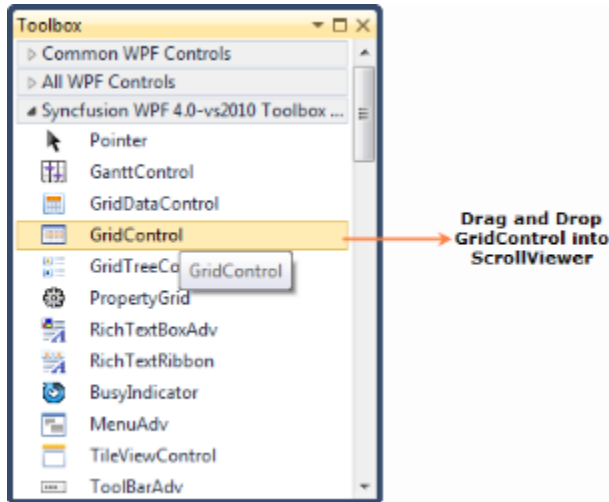 Toolbox
Common WPF Controls
All WPF Controls
Syncfusion WPF 4.0-vs2010 Toolbox ...
Pointer
GanttControl
GridDataControl
GridControl
GridTreeCo
GridControl
PropertyGrid
RichTextBoxAdv
RichTextRibbon
BusyIndicator
MenuAdv
TileViewControl
ToolBarAdv
Drag and Drop
GridControl into
ScrollViewer